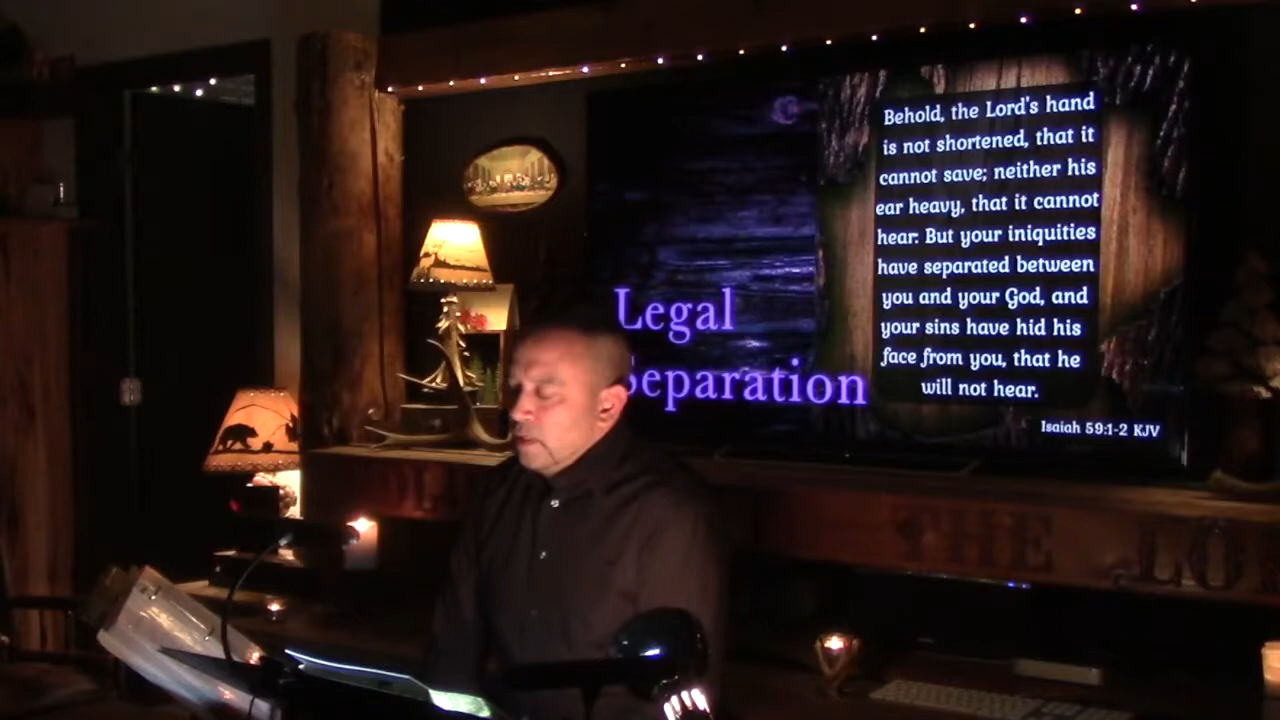 Legal
Separation
Behold, the Lord's hand
is not shortened, that it
cannot save; neither his
ear heavy, that it cannot
hear: But your iniquities
have separated between
you and your God, and
your sins have hid his
face from you, that he
will not hear.
Isaiah 59:1-2 KJV
THE LO